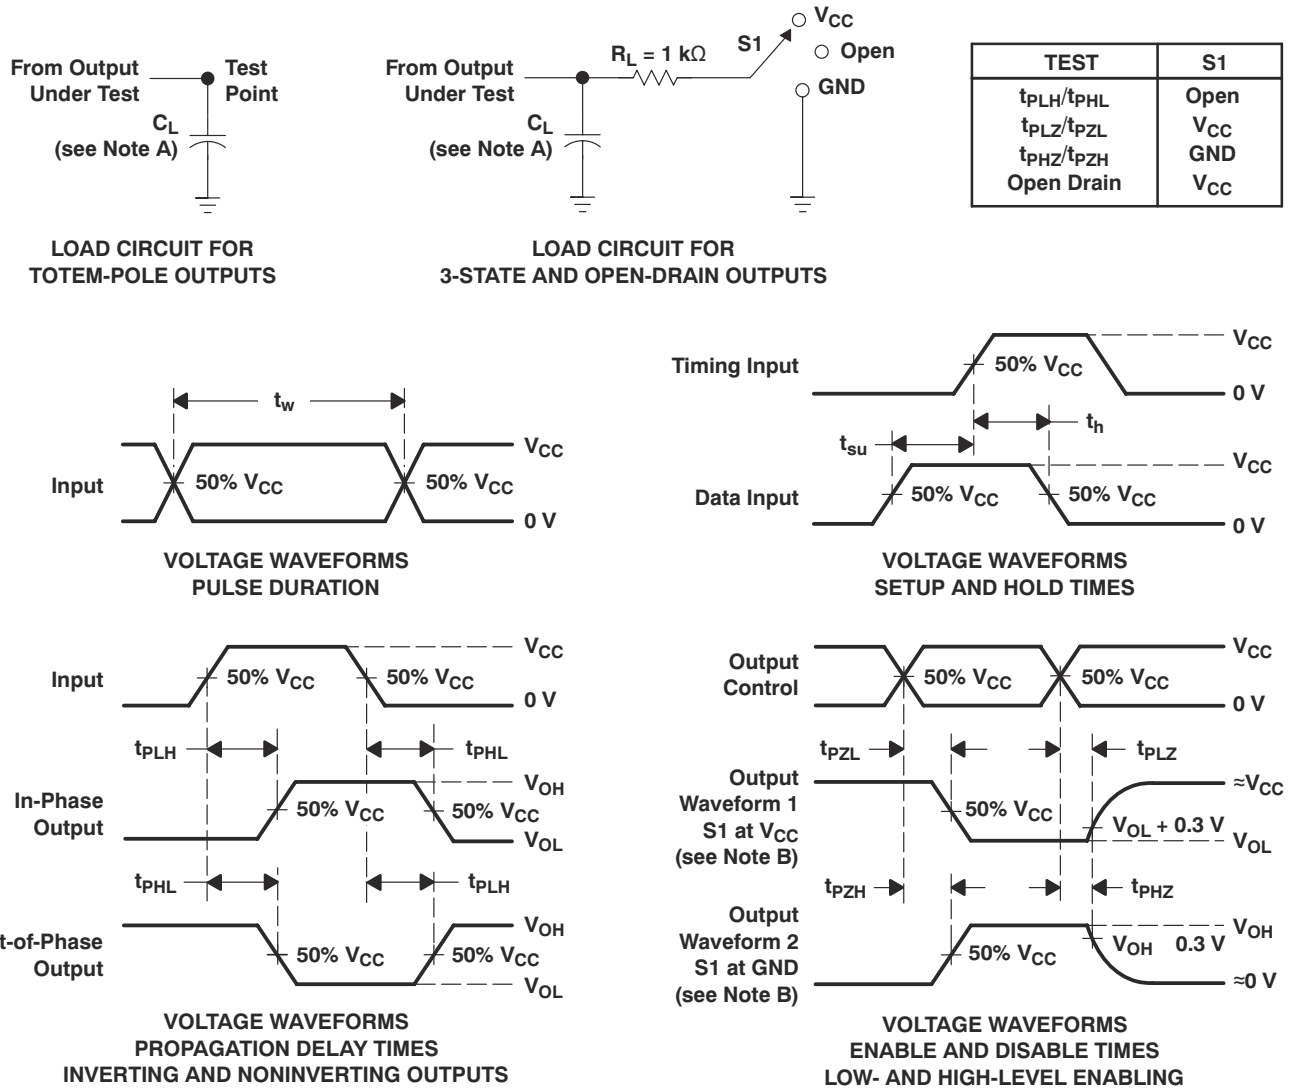 From Output
Under Test
Test
Point
CL
(see Note A)
LOAD CIRCUIT FOR
TOTEM-POLE OUTPUTS
From Output
Under Test
RL = 1 kΩ
S1
VCC
Open
GND
CL
(see Note A)
LOAD CIRCUIT FOR
3-STATE AND OPEN-DRAIN OUTPUTS
TEST S1
tPLH/tPHL Open
tPLZ/tPZL VCC
tPHZ/tPZH GND
Open Drain VCC
tw
Input
50% VCC
50% VCC
VCC
0 V
VOLTAGE WAVEFORMS
PULSE DURATION
Timing Input
50% VCC
VCC
0 V
th
tsu
Data Input
50% VCC
50% VCC
VCC
0 V
VOLTAGE WAVEFORMS
SETUP AND HOLD TIMES
Input
50% VCC
50% VCC
VCC
0 V
tPLH
tPHL
In-Phase
Output
50% VCC
50% VCC
VOH
VOL
tPHL
tPLH
t-of-Phase
Output
50% VCC
50% VCC
VOH
VOL
VOLTAGE WAVEFORMS
PROPAGATION DELAY TIMES
INVERTING AND NONINVERTING OUTPUTS
Output
Control
50% VCC
50% VCC
VCC
0 V
tPZL
tPLZ
Output
Waveform 1
S1 at VCC
(see Note B)
50% VCC
≈VCC
VOL + 0.3 V
VOL
tPZH
tPHZ
Output
Waveform 2
S1 at GND
(see Note B)
50% VCC
VOH
VOH 0.3 V
≈0 V
VOLTAGE WAVEFORMS
ENABLE AND DISABLE TIMES
LOW- AND HIGH-LEVEL ENABLING